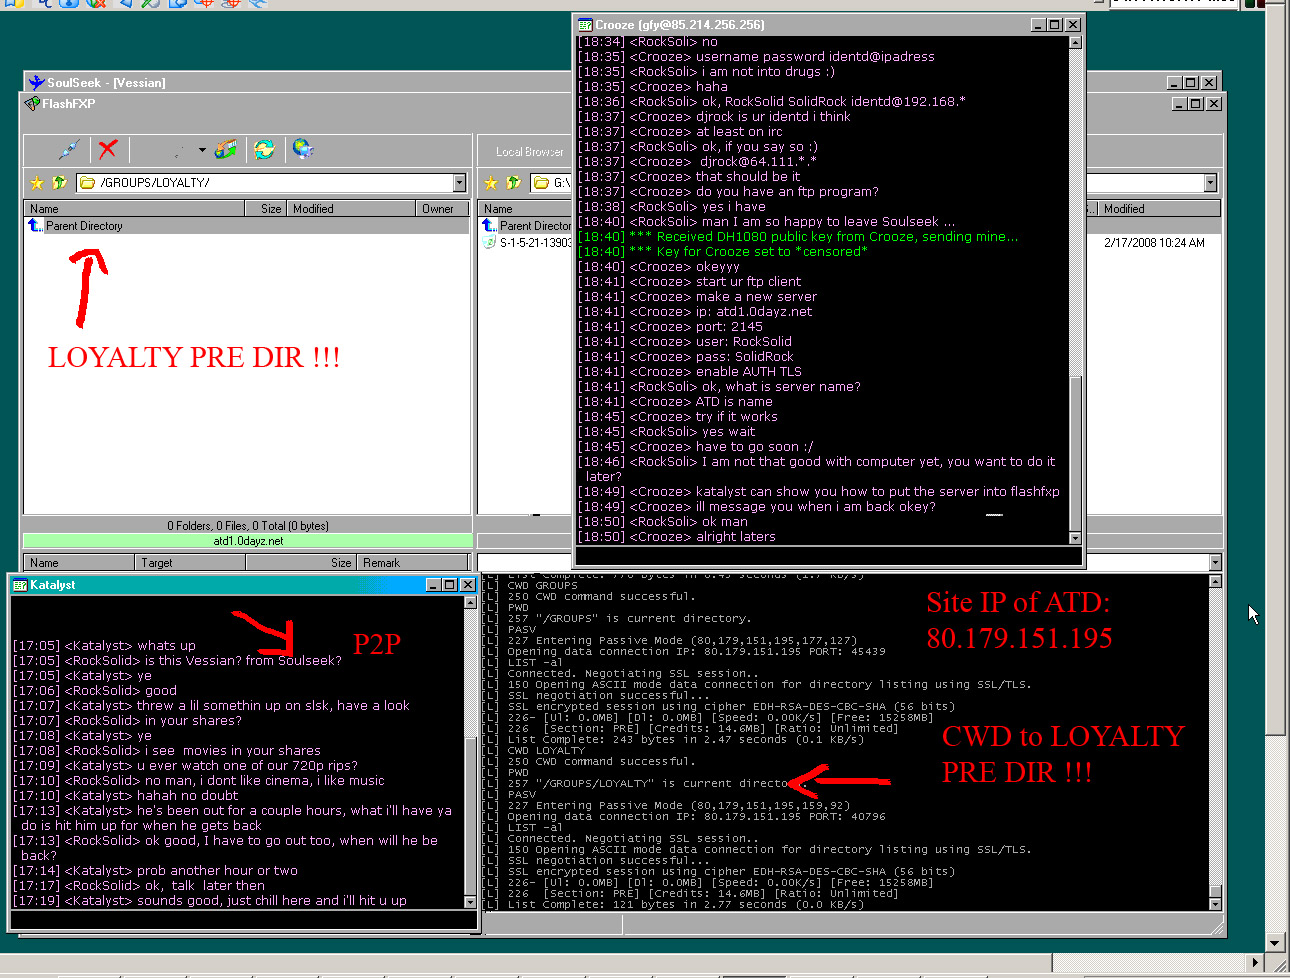 Crooze (gfy@85.214.256.256)
[18:34] <RockSoli> no
[18:35] <Crooze> username password identd@ipadress
[18:35] <RockSoli> i am not into drugs :)
[18:35] <Crooze> haha
[18:36] <RockSoli> ok, RockSolid SolidRock identd@192.168.*
[18:37] <Crooze> djrock is ur identd i think
[18:37] <Crooze> at least on irc
[18:37] <RockSoli> ok, if you say so :)
[18:37] <Crooze>  djrock@64.111.*.*
[18:37] <Crooze> that should be it
[18:37] <Crooze> do you have an ftp program?
[18:38] <RockSoli> yes i have
[18:40] <RockSoli> man I am so happy to leave Soulseek ...
[18:40] *** Received DH1080 public key from Crooze, sending mine...
[18:40] *** Key for Crooze set to *censored*
[18:40] <Crooze> okeyyy
[18:41] <Crooze> start ur ftp client
[18:41] <Crooze> make a new server
[18:41] <Crooze> ip: atd1.0dayz.net
[18:41] <Crooze> port: 2145
[18:41] <Crooze> user: RockSolid
[18:41] <Crooze> pass: SolidRock
[18:41] <Crooze> enable AUTH TLS
[18:41] <RockSoli> ok, what is server name?
[18:41] <Crooze> ATD is name
[18:45] <Crooze> try if it works
[18:45] <RockSoli> yes wait
[18:45] <Crooze> have to go soon :/
[18:46] <RockSoli> I am not that good with computer yet, you want to do it
later?
[18:49] <Crooze> katalyst can show you how to put the server into flashfxp
[18:49] <Crooze> ill message you when i am back okey?
[18:50] <RockSoli> ok man
[18:50] <Crooze> alright laters
SoulSeek - [Vessian]
FlashFXP
Local Browser
/GROUPS/LOYALTY/
G:\
Name Size Modified Owner
Name Modified
Parent Directory
Parent Directory
S-1-5-21-13903 2/17/2008 10:24 AM
LOYALTY PRE DIR !!!
0 Folders, 0 Files, 0 Total (0 bytes)
atd1.0dayz.net
Name Target Size Remark
Katalyst
P2P
[17:05] <Katalyst> whats up
[17:05] <RockSolid> is this Vessian? from Soulseek?
[17:05] <Katalyst> ye
[17:06] <RockSolid> good
[17:07] <Katalyst> threw a lil somethin up on slsk, have a look
[17:07] <RockSolid> in your shares?
[17:08] <Katalyst> ye
[17:08] <RockSolid> i see  movies in your shares
[17:09] <Katalyst> u ever watch one of our 720p rips?
[17:10] <RockSolid> no man, i dont like cinema, i like music
[17:10] <Katalyst> hahah no doubt
[17:13] <Katalyst> he's been out for a couple hours, what i'll have ya
do is hit him up for when he gets back
[17:13] <RockSolid> ok good, I have to go out too, when will he be
back?
[17:14] <Katalyst> prob another hour or two
[17:17] <RockSolid> ok,  talk  later then
[17:19] <Katalyst> sounds good, just chill here and i'll hit u up
[L] List Complete: 776 bytes in 0.45 seconds (1.7 KB/s)
[L] CWD GROUPS
[L] 250 CWD command successful.
[L] PWD
[L] 257 "/GROUPS" is current directory.
[L] PASV
[L] 227 Entering Passive Mode (80,179,151,195,177,127)
[L] Opening data connection IP: 80.179.151.195 PORT: 45439
[L] LIST -al
[L] Connected. Negotiating SSL session..
[L] 150 Opening ASCII mode data connection for directory listing using SSL/TLS.
[L] SSL negotiation successful...
[L] SSL encrypted session using cipher EDH-RSA-DES-CBC-SHA (56 bits)
[L] 226- [Ul: 0.0MB] [Dl: 0.0MB] [Speed: 0.00K/s] [Free: 15258MB]
[L] 226  [Section: PRE] [Credits: 14.6MB] [Ratio: Unlimited]
[L] List Complete: 243 bytes in 2.47 seconds (0.1 KB/s)
[L] CWD LOYALTY
[L] 250 CWD command successful.
[L] PWD
[L] 257 "/GROUPS/LOYALTY" is current directory.
[L] PASV
[L] 227 Entering Passive Mode (80,179,151,195,159,92)
[L] Opening data connection IP: 80.179.151.195 PORT: 40796
[L] LIST -al
[L] Connected. Negotiating SSL session..
[L] 150 Opening ASCII mode data connection for directory listing using SSL/TLS.
[L] SSL negotiation successful...
[L] SSL encrypted session using cipher EDH-RSA-DES-CBC-SHA (56 bits)
[L] 226- [Ul: 0.0MB] [Dl: 0.0MB] [Speed: 0.00K/s] [Free: 15258MB]
[L] 226  [Section: PRE] [Credits: 14.6MB] [Ratio: Unlimited]
[L] List Complete: 121 bytes in 2.77 seconds (0.0 KB/s)
Site IP of ATD:
80.179.151.195
CWD to LOYALTY
PRE DIR !!!